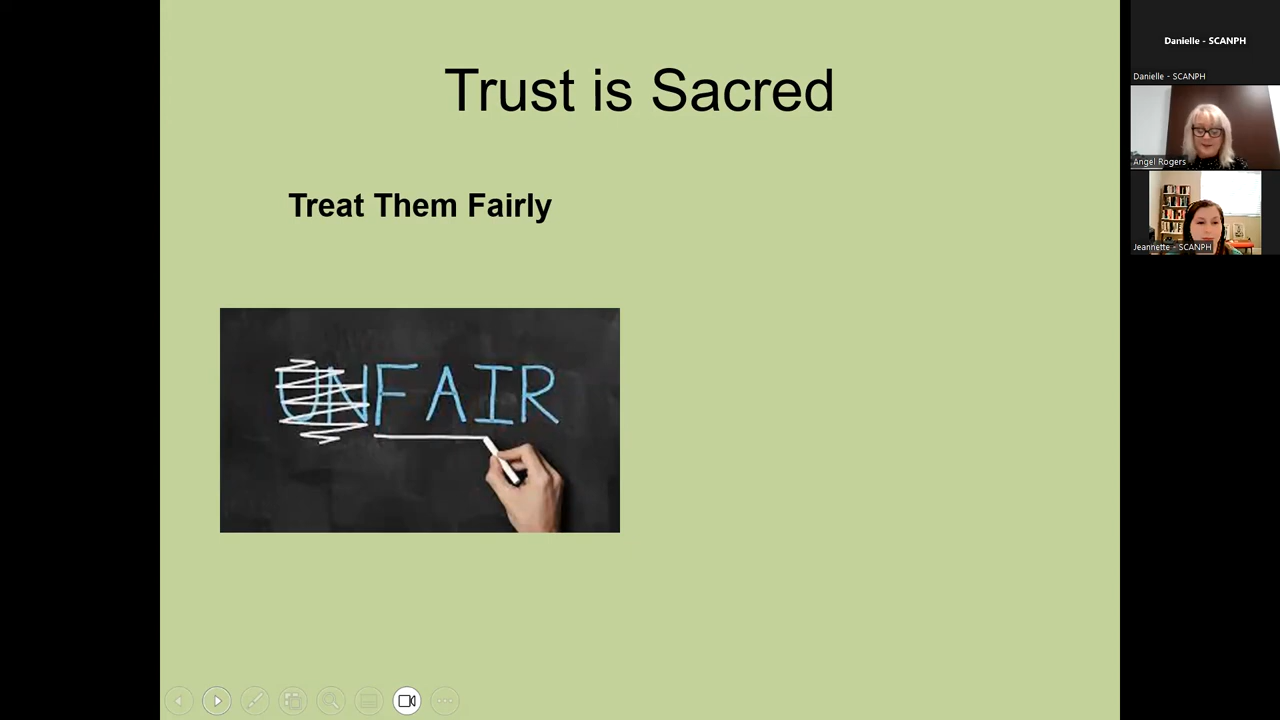 Trust is Sacred
Treat Them Fairly
UNFAIR
Danielle - SCANPH
Danielle - SCANPH
Angel Rogers
Jeannette - SCANPH